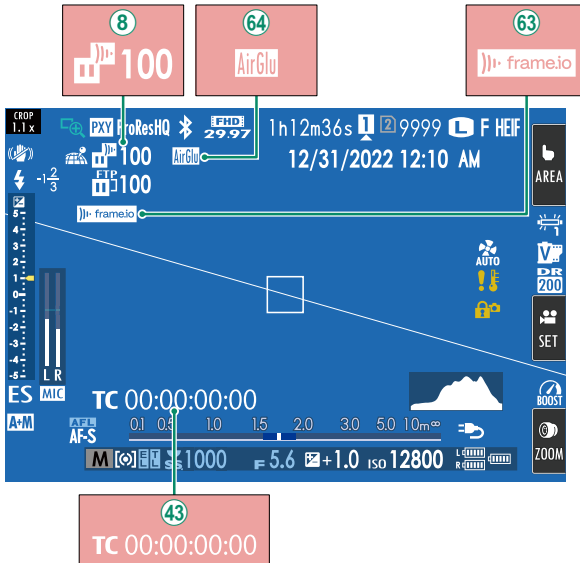 8 64 63
100 AirGlu frame.io
CROP 1.1 x PXY ProResHQ FHD 29.97 1h12m36s 1 2 9999 L F HEIF
100 AirGlu 12/31/2022 12:10 AM
-1 2/3 FTP 100
frame.io
AREA
1
V
AUTO
DR 200
SET
5
4
3
2
1
0
-1
-2
-3
-4
-5
L R
ES MIC
TC 00:00:00:00
BOOST
A+M AFL 0.1 0.5 1.0 1.5 2.0 3.0 5.0 10m∞
AF-S
M E T L SS 1000 F 5.6 +1.0 ISO 12800 L R ZOOM
43
TC 00:00:00:00